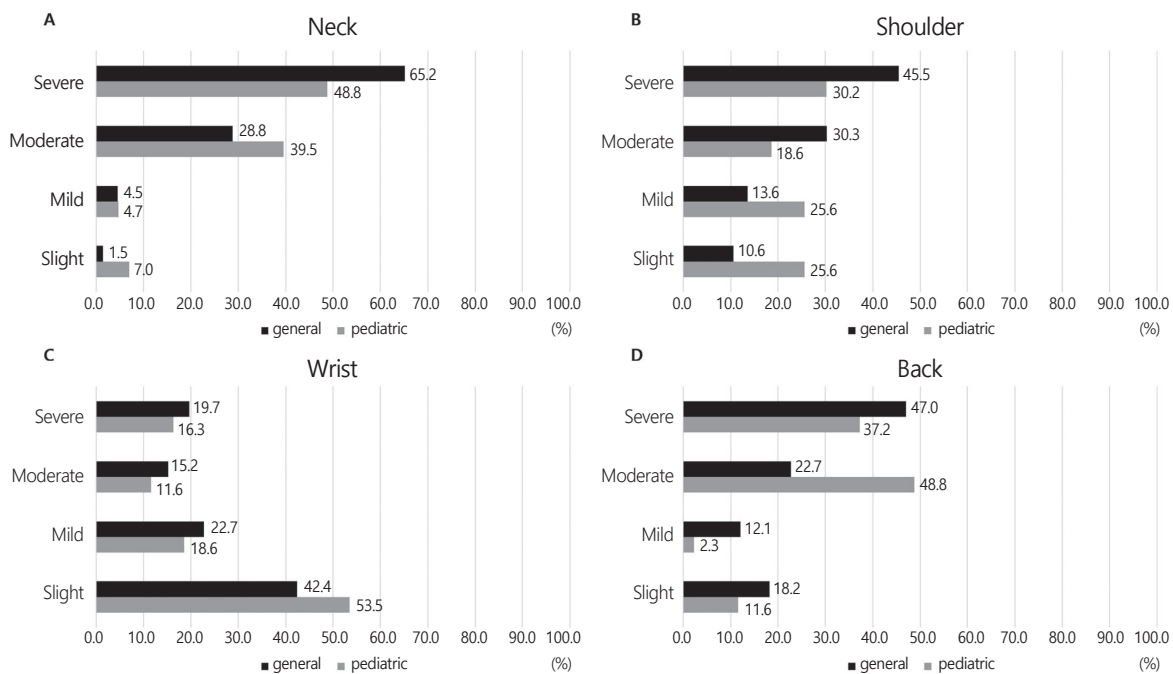 A
Neck
Severe
65.2
48.8
Moderate
28.8
39.5
Mild
4.5
4.7
Slight
1.5
7.0
0.0 10.0 20.0 30.0 40.0 50.0 60.0 70.0 80.0 90.0 100.0
general pediatric (%)
B
Shoulder
Severe
45.5
30.2
Moderate
30.3
18.6
Mild
13.6
25.6
Slight
10.6
25.6
0.0 10.0 20.0 30.0 40.0 50.0 60.0 70.0 80.0 90.0 100.0
general pediatric (%)
C
Wrist
Severe
19.7
16.3
Moderate
15.2
11.6
Mild
22.7
18.6
Slight
42.4
53.5
0.0 10.0 20.0 30.0 40.0 50.0 60.0 70.0 80.0 90.0 100.0
general pediatric (%)
D
Back
Severe
47.0
37.2
Moderate
22.7
48.8
Mild
12.1
2.3
Slight
18.2
11.6
0.0 10.0 20.0 30.0 40.0 50.0 60.0 70.0 80.0 90.0 100.0
general pediatric (%)